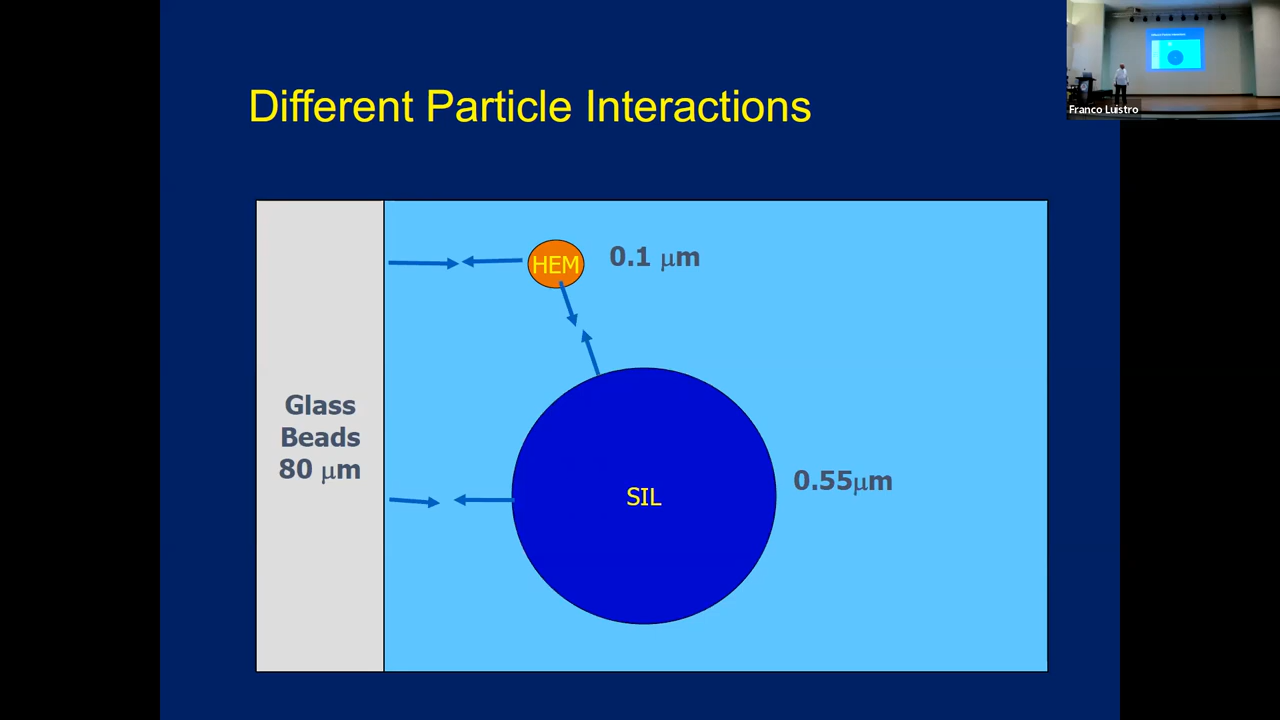 Different Particle Interactions
Franco Luistro
HEM
0.1 μm
Glass
Beads
80 μm
SIL
0.55μm